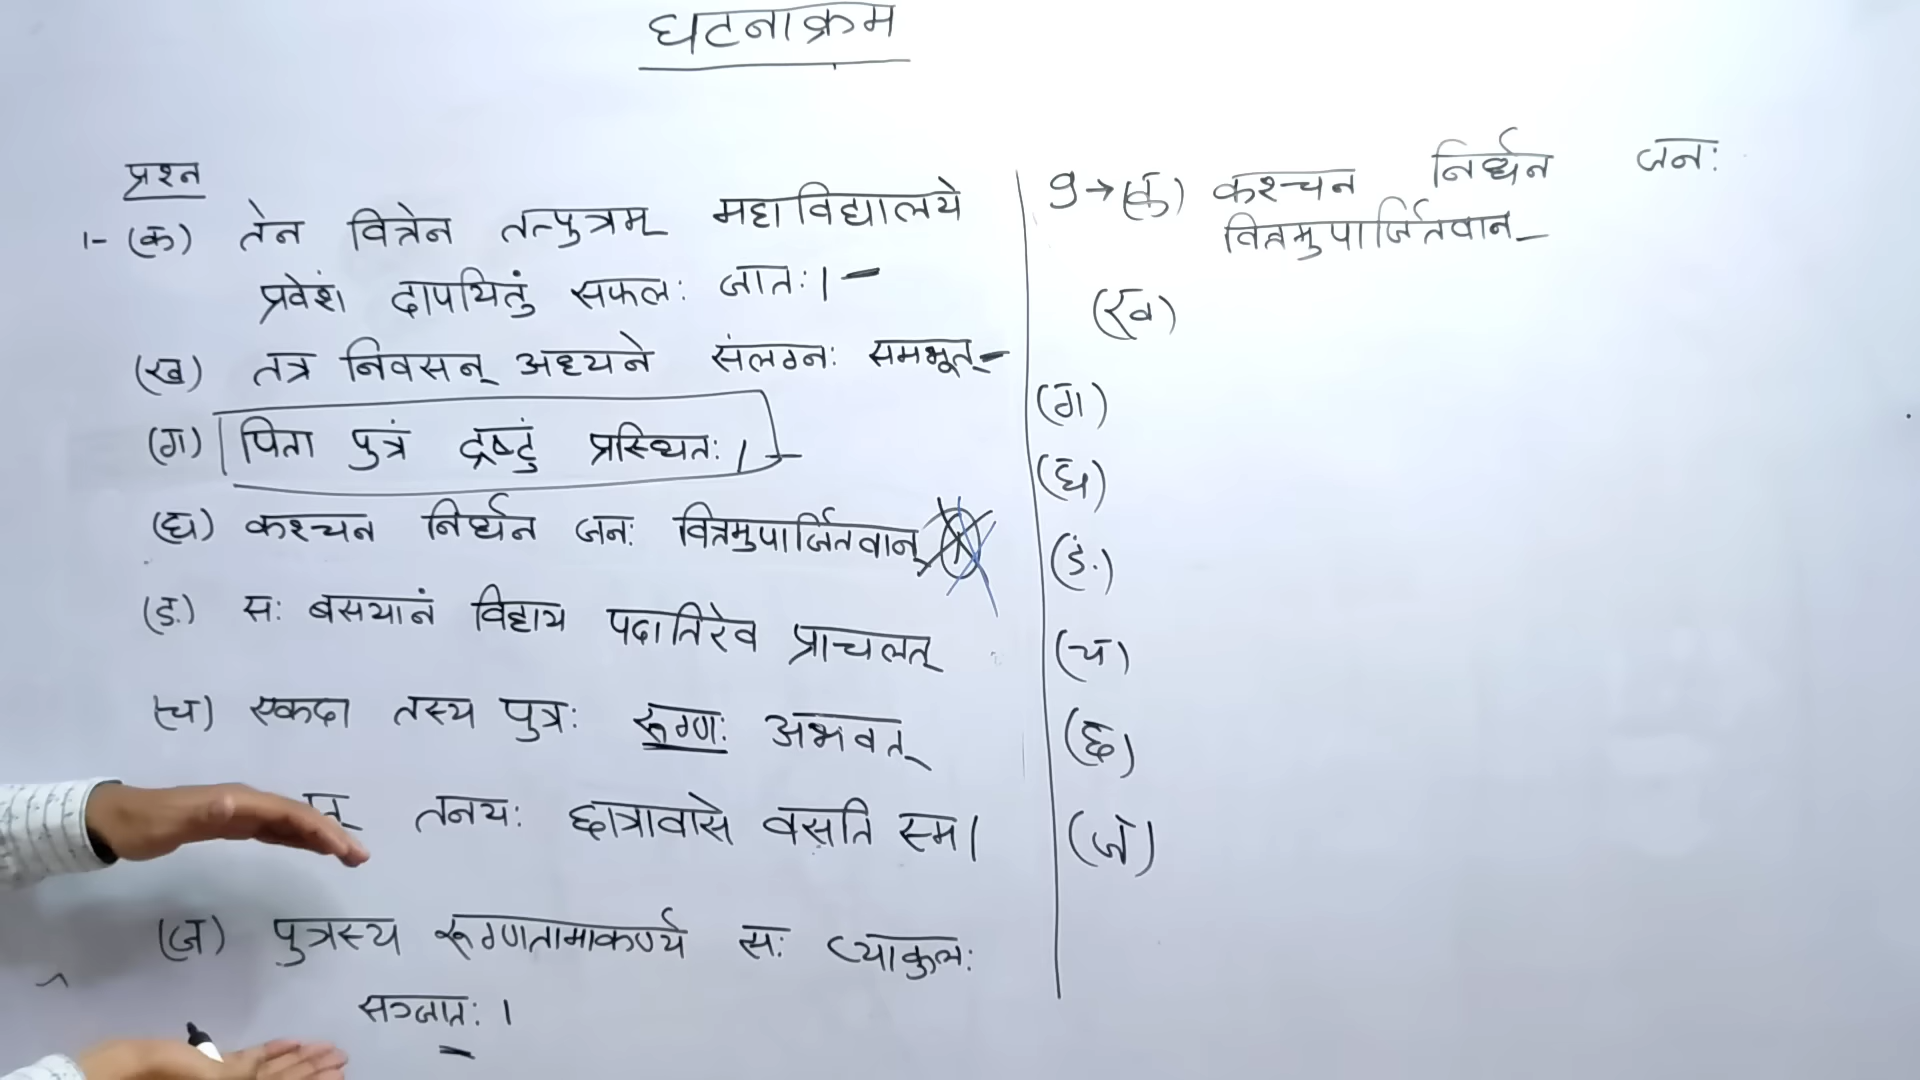 घटनाक्रम
प्रश्न
1- (क) तेन वित्तेन तत्पुत्रम् महाविद्यालये
प्रवेशं दापयितुं सफलः जातः।
(ख) तत्र निवसन् अध्यने संलग्नः समभूत्
(ग) पिता पुत्रं द्रष्टुं प्रस्थितः।
(घ) कश्चन निर्धन जनः वित्तमुपार्जितवान्
(ङ) सः बसयानं विहाय पदातिरेव प्राचलत्
(च) एकदा तस्य पुत्रः रूग्णः अभवत्
तनयः छात्रावासे वसति स्म।
(ज) पुत्रस्य रूग्णतामाकर्ण्य सः व्याकुलः
सञ्जातः।
9→ (क) कश्चन निर्धन जनः
वित्तमुपार्जितवान
(ख)
(ग)
(घ)
(ङ)
(च)
(छ)
(ज)